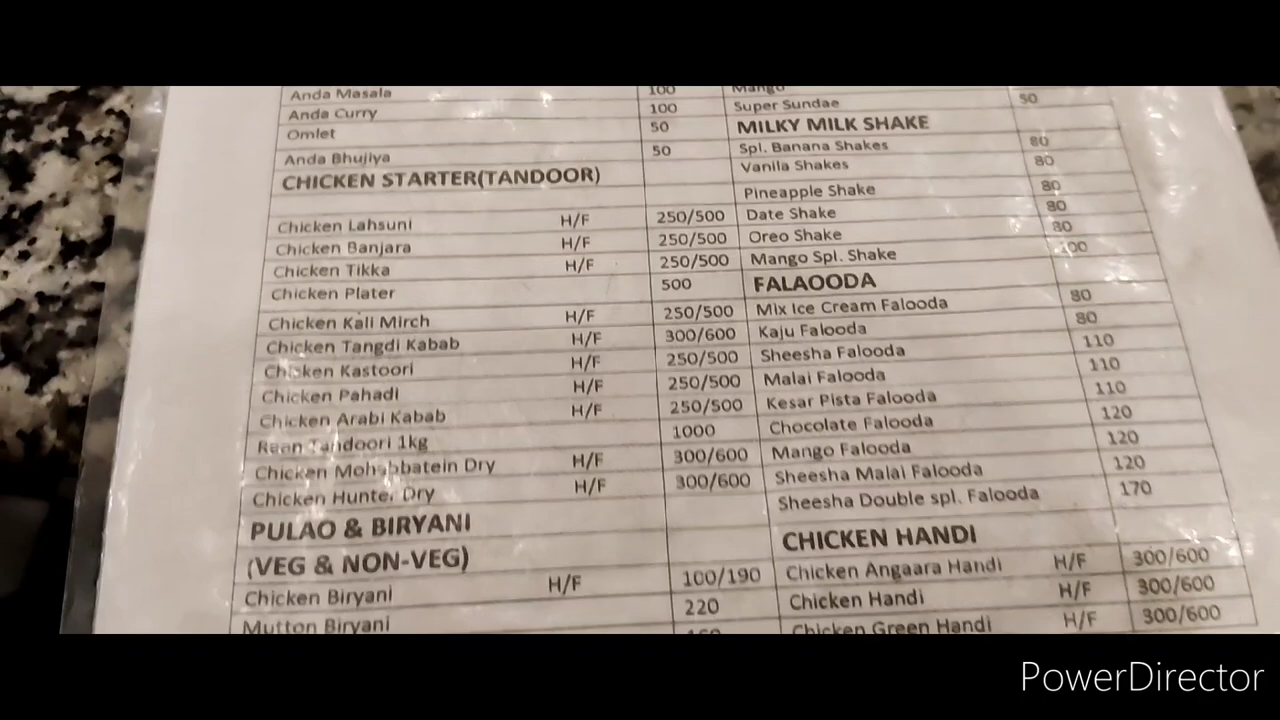 Anda Masala 100
Anda Curry 100
Omlet 50
Anda Bhujiya 50
CHICKEN STARTER(TANDOOR)
Chicken Lahsuni H/F 250/500
Chicken Banjara H/F 250/500
Chicken Tikka H/F 250/500
Chicken Plater 500
Chicken Kali Mirch H/F 250/500
Chicken Tangdi Kabab H/F 300/600
Chicken Kastoori H/F 250/500
Chicken Pahadi H/F 250/500
Chicken Arabi Kabab H/F 250/500
Raan Tandoori 1kg 1000
Chicken Mohabbatein Dry H/F 300/600
Chicken Hunter Dry H/F 300/600
PULAO & BIRYANI
(VEG & NON-VEG)
Chicken Biryani H/F 100/190
Mutton Biryani 220
Mango
Super Sundae 50
MILKY MILK SHAKE
Spl. Banana Shakes 80
Vanila Shakes 80
Pineapple Shake 80
Date Shake 80
Oreo Shake 80
Mango Spl. Shake 100
FALAOODA
Mix Ice Cream Falooda 80
Kaju Falooda 80
Sheesha Falooda 110
Malai Falooda 110
Kesar Pista Falooda 110
Chocolate Falooda 120
Mango Falooda 120
Sheesha Malai Falooda 120
Sheesha Double spl. Falooda 170
CHICKEN HANDI
Chicken Angaara Handi H/F 300/600
Chicken Handi H/F 300/600
Chicken Green Handi H/F 300/600
PowerDirector